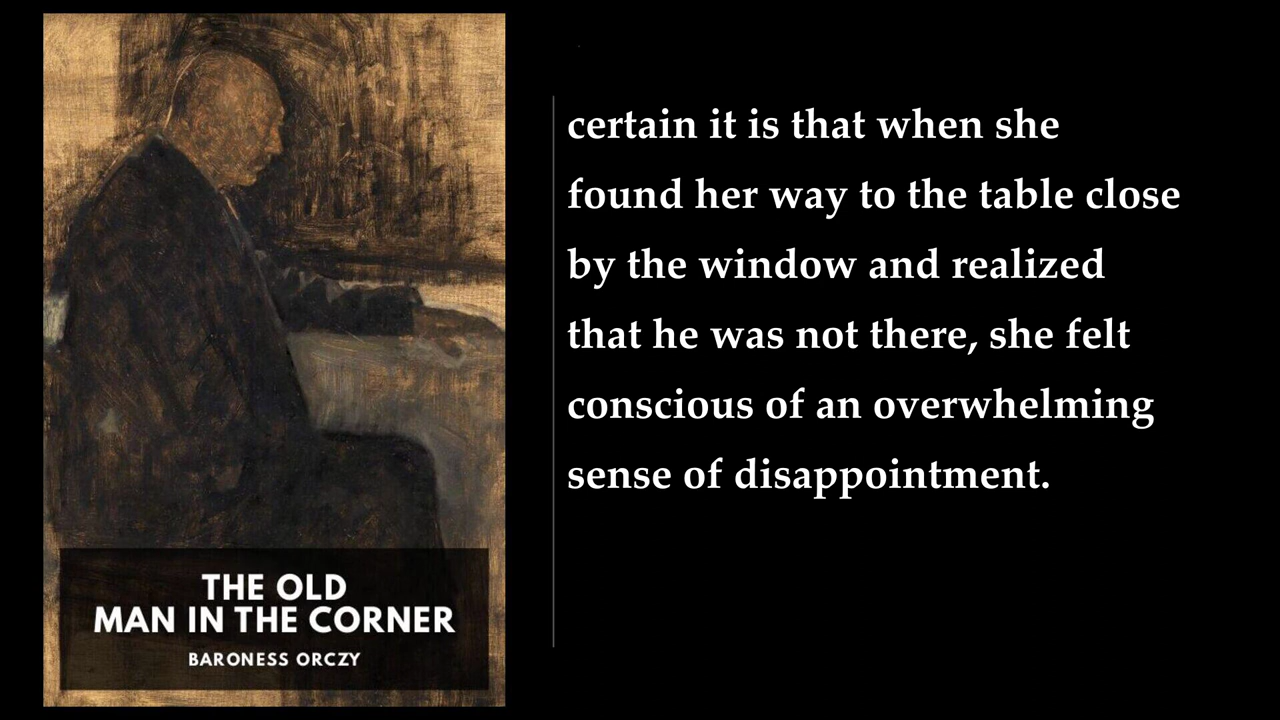 certain it is that when she
found her way to the table close
by the window and realized
that he was not there, she felt
conscious of an overwhelming
sense of disappointment.
THE OLD
MAN IN THE CORNER
BARONESS ORCZY